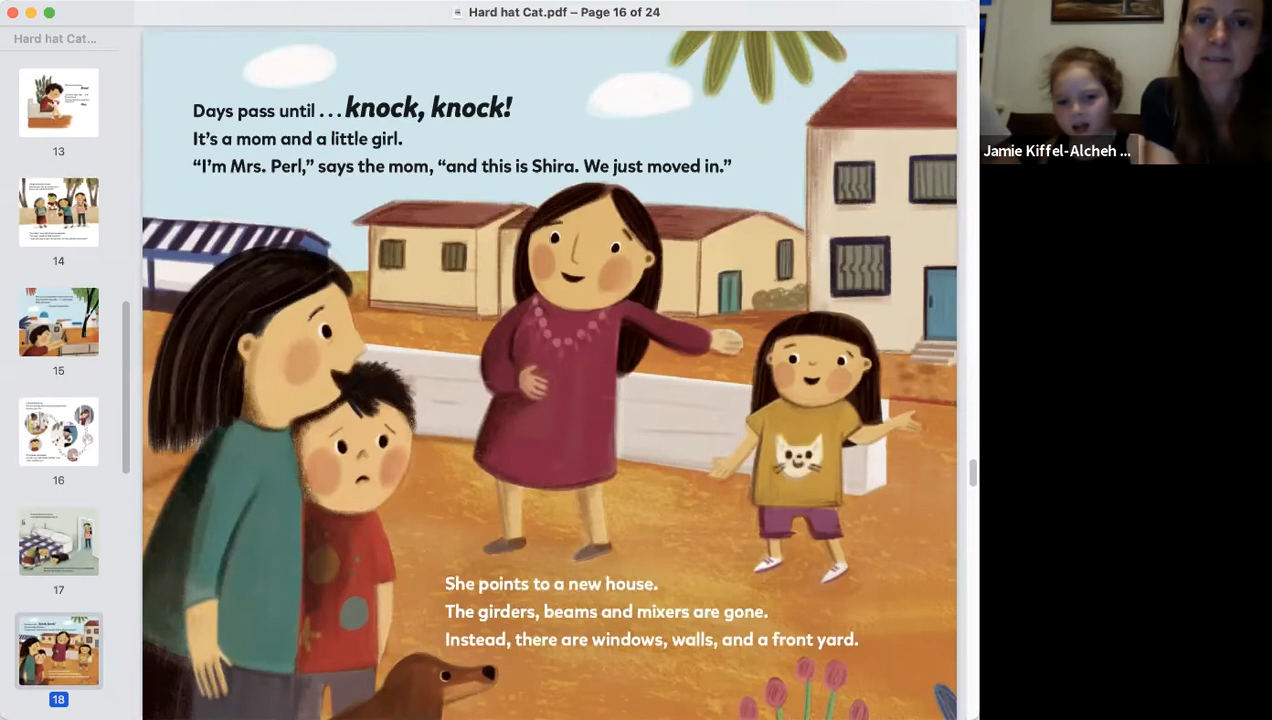 Hard hat Cat.pdf – Page 16 of 24
Hard hat Cat...
13
14
15
16
17
18
Days pass until . . . knock, knock!
It's a mom and a little girl.
“I'm Mrs. Perl,” says the mom, “and this is Shira. We just moved in.”
She points to a new house.
The girders, beams and mixers are gone.
Instead, there are windows, walls, and a front yard.
Jamie Kiffel-Alcheh ...